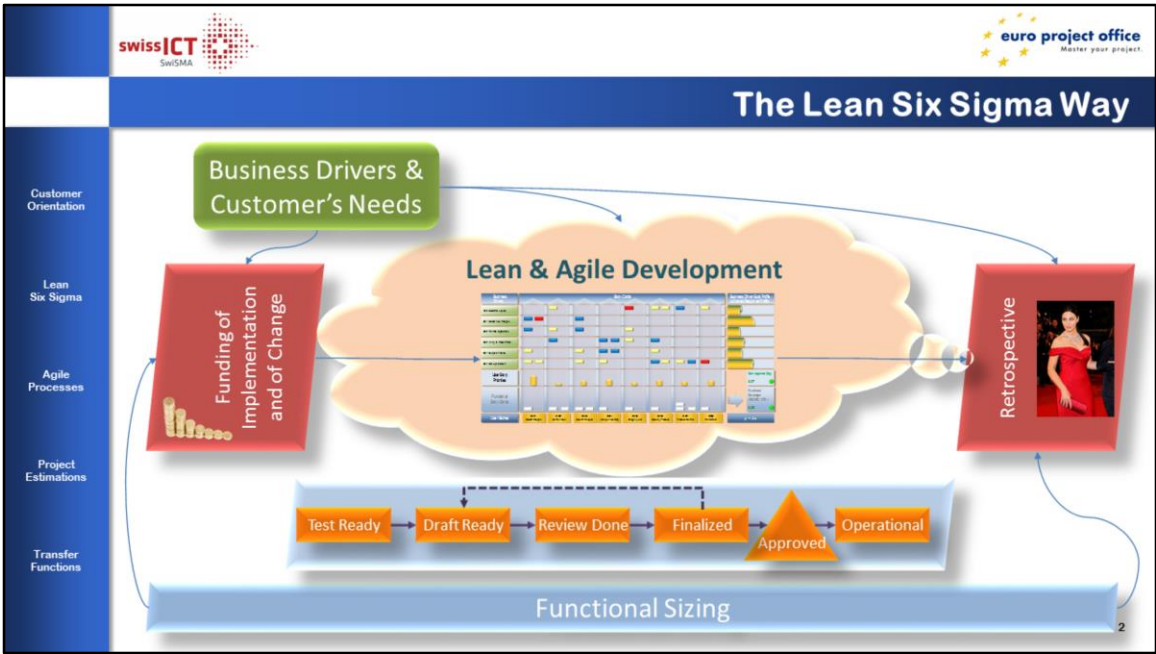 swissICT
SwiSMA
euro project office
Master your project.
The Lean Six Sigma Way
Customer
Orientation
Lean
Six Sigma
Agile
Processes
Project
Estimations
Transfer
Functions
Business Drivers &
Customer's Needs
Funding of
Implementation
and of Change
Lean & Agile Development
Retrospective
Test Ready
Draft Ready
Review Done
Finalized
Approved
Operational
Functional Sizing
2